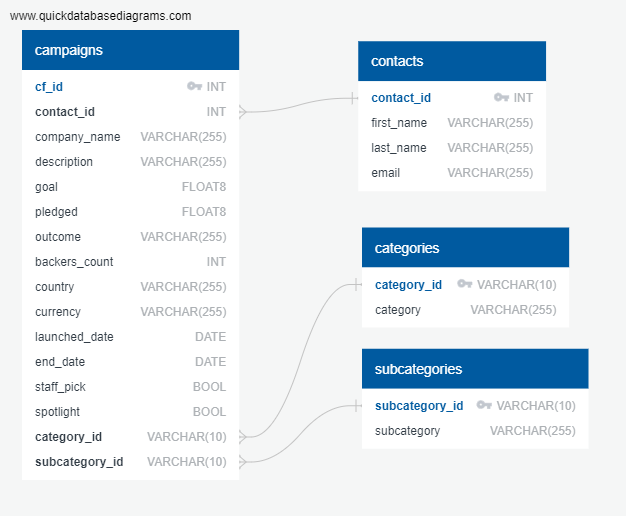 www.quickdatabasediagrams.com
campaigns
cf_id INT
contact_id INT
company_name VARCHAR(255)
description VARCHAR(255)
goal FLOAT8
pledged FLOAT8
outcome VARCHAR(255)
backers_count INT
country VARCHAR(255)
currency VARCHAR(255)
launched_date DATE
end_date DATE
staff_pick BOOL
spotlight BOOL
category_id VARCHAR(10)
subcategory_id VARCHAR(10)
contacts
contact_id INT
first_name VARCHAR(255)
last_name VARCHAR(255)
email VARCHAR(255)
categories
category_id VARCHAR(10)
category VARCHAR(255)
subcategories
subcategory_id VARCHAR(10)
subcategory VARCHAR(255)